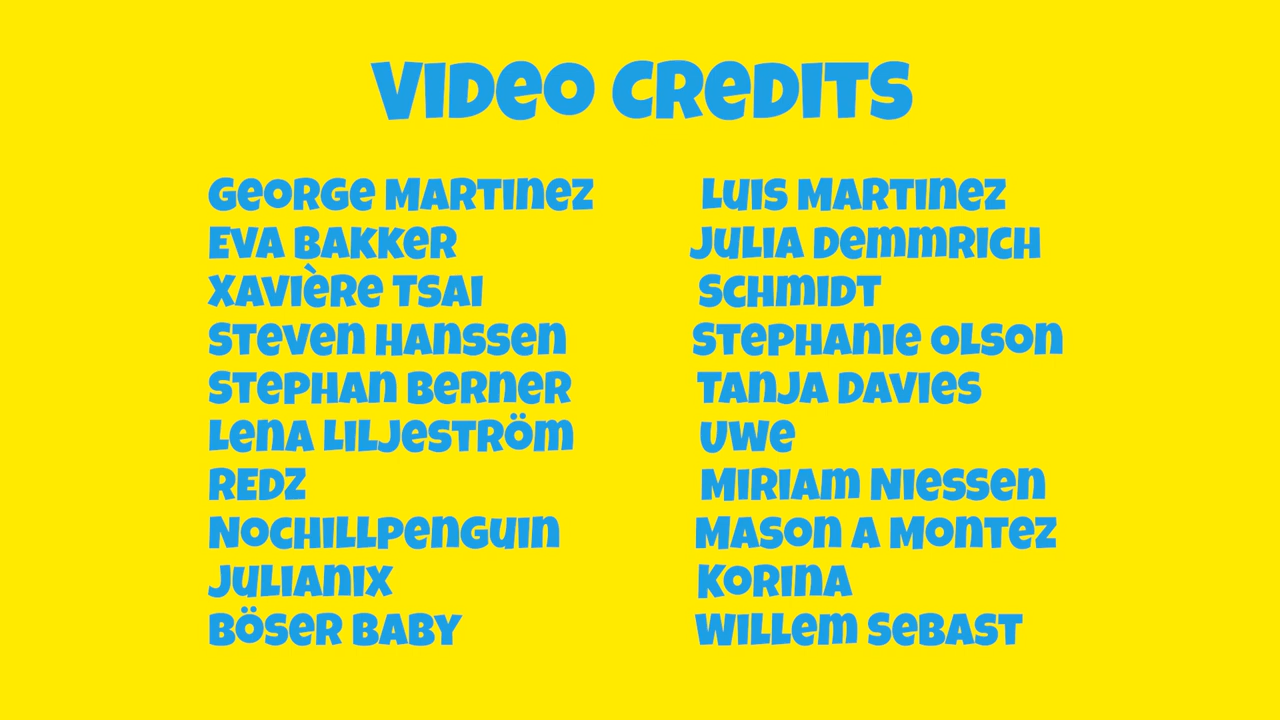 Video Credits
George Martinez
Eva Bakker
Xavière Tsai
Steven Hanssen
Stephan Berner
Lena Liljeström
Redz
Nochillpenguin
Julianix
Böser Baby
Luis Martinez
Julia Demmrich
Schmidt
Stephanie Olson
Tanja Davies
Uwe
Miriam Niessen
Mason A Montez
Korina
Willem Sebast